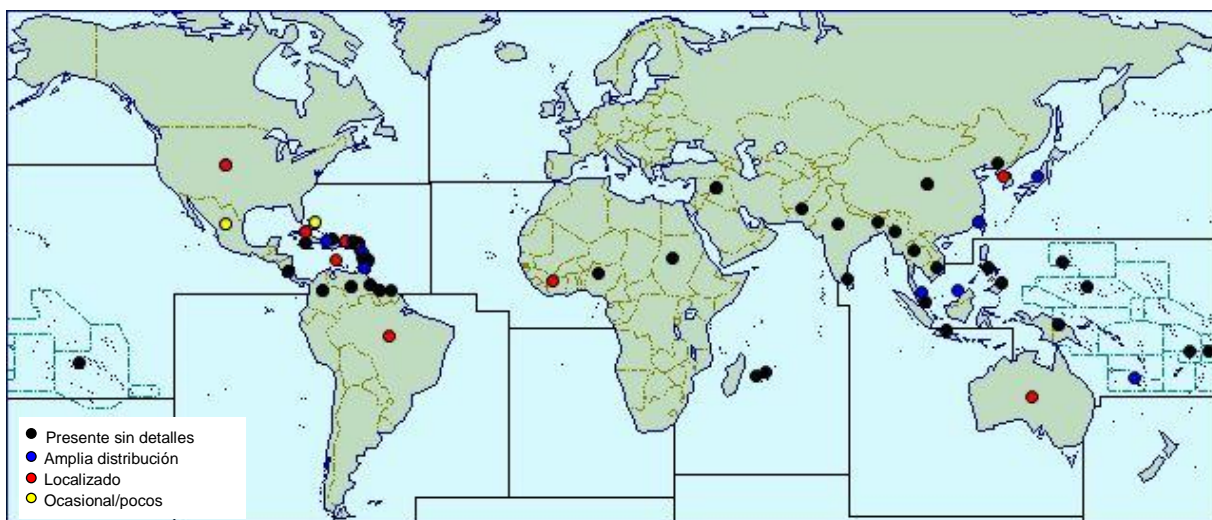 Presente sin detalles
Amplia distribución
Localizado
Ocasional/pocos